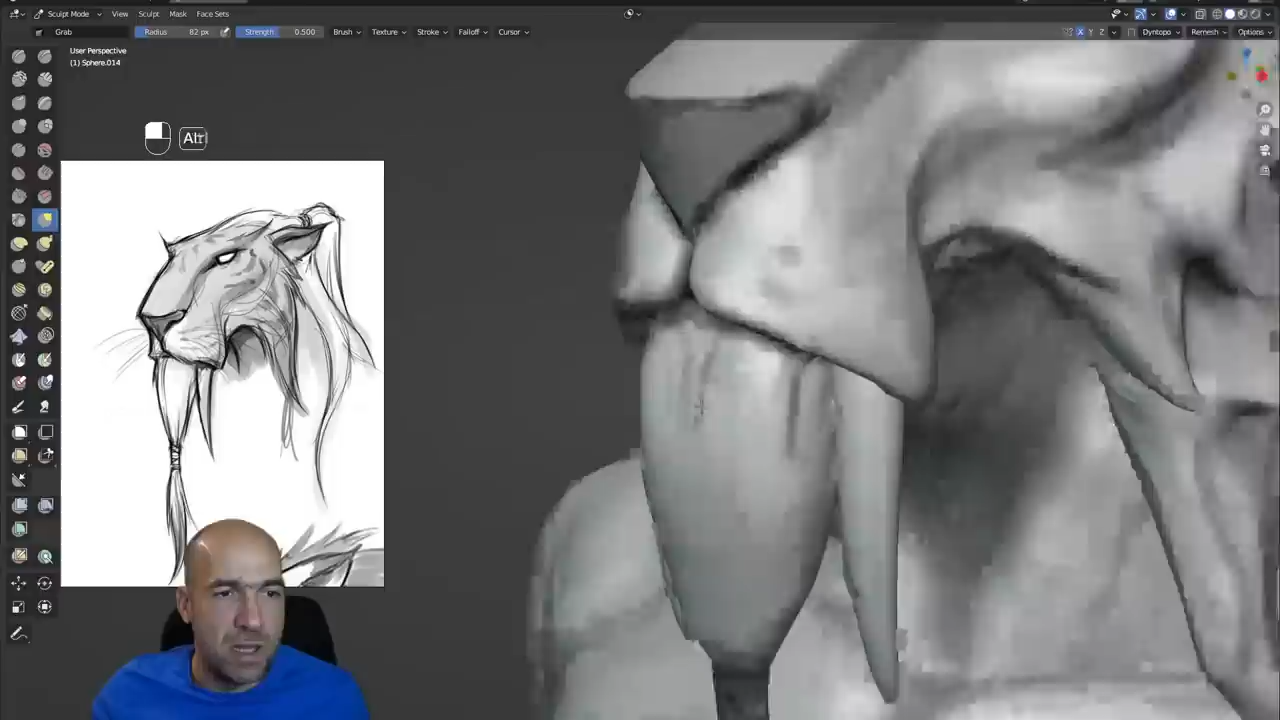 Sculpt Mode View Sculpt Mask Face Sets
Grab Radius 82 px Strength 0.500 Brush Texture Stroke Falloff Cursor X Y Z Dyntopo Remesh Options
User Perspective
(1) Sphere.014
Alt